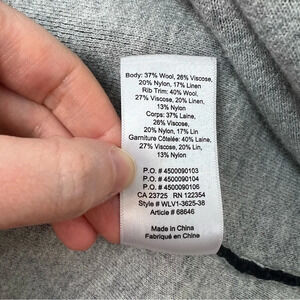 Body: 37% Wool, 26% Viscose,
20% Nylon, 17% Linen
Rib Trim: 40% Wool,
27% Viscose, 20% Linen,
13% Nylon
Corps: 37% Laine,
26% Viscose,
20% Nylon, 17% Lin
Garniture Côtelée: 40% Laine,
27% Viscose, 20% Lin,
13% Nylon
P.O. # 4500090103
P.O. # 4500090104
P.O. # 4500090106
CA 23725 RN 122354
Style # WLV1-3625-38
Article # 68646
Made in China
Fabriqué en Chine